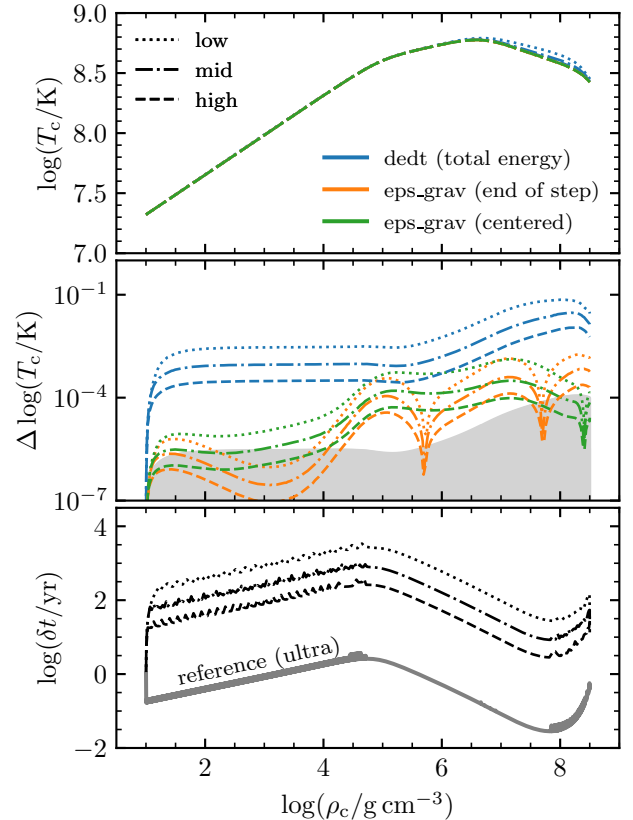 9.0
8.5
8.0
7.5
7.0
log(T_c/K)
low
mid
high
dedt (total energy)
eps_grav (end of step)
eps_grav (centered)
10^{-1}
10^{-4}
10^{-7}
Δ log(T_c/K)
4
2
0
−2
log(δt/yr)
reference (ultra)
2
4
6
8
log(ρ_c/g cm^{−3})